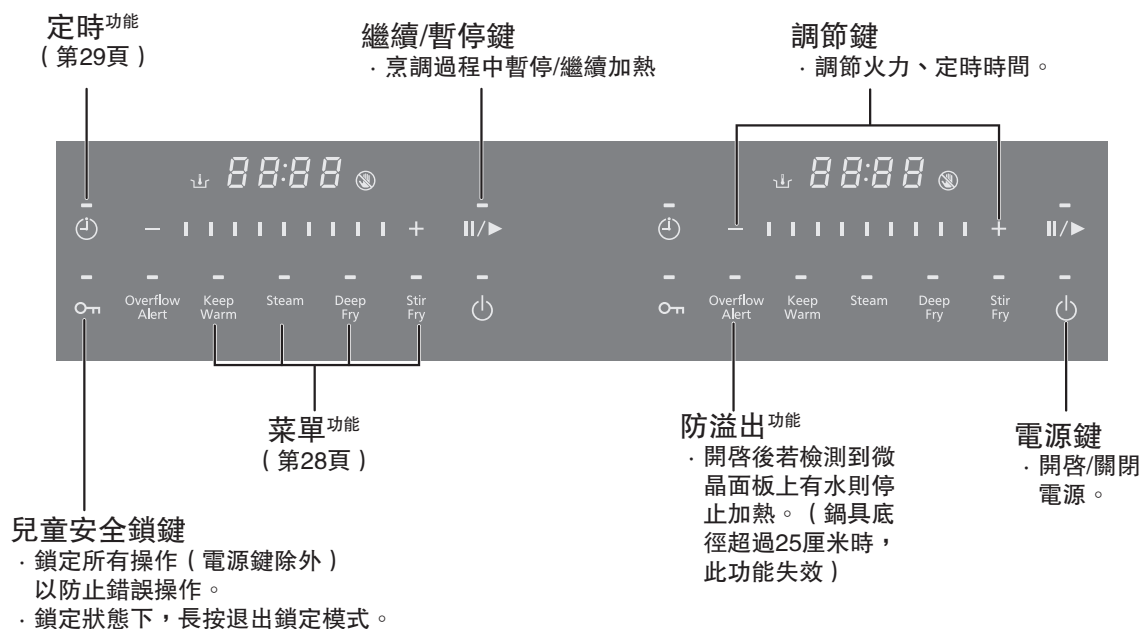 定時功能
(第29頁)
繼續/暫停鍵
· 烹調過程中暫停/繼續加熱
調節鍵
· 調節火力、定時時間。
88:88
88:88
− +
− +
Overflow Alert
Keep Warm
Steam
Deep Fry
Stir Fry
Overflow Alert
Keep Warm
Steam
Deep Fry
Stir Fry
菜單功能
(第28頁)
防溢出功能
· 開啓後若檢測到微
晶面板上有水則停
止加熱。(鍋具底
徑超過25厘米時,
此功能失效)
電源鍵
· 開啓/關閉
電源。
兒童安全鎖鍵
· 鎖定所有操作(電源鍵除外)
以防止錯誤操作。
· 鎖定狀態下,長按退出鎖定模式。